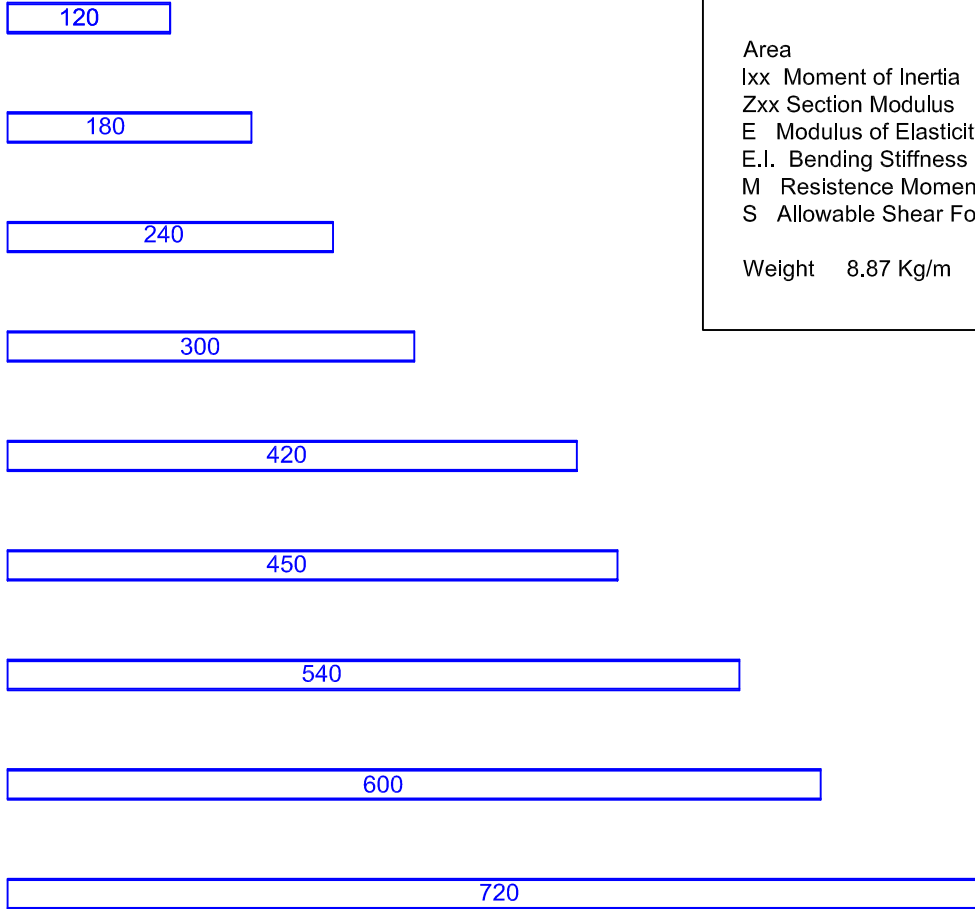 120
180
240
300
420
450
540
600
720
Area
Ixx Moment of Inertia
Zxx Section Modulus
E Modulus of Elasticit
E.I. Bending Stiffness
M Resistence Momen
S Allowable Shear Fo
Weight 8.87 Kg/m